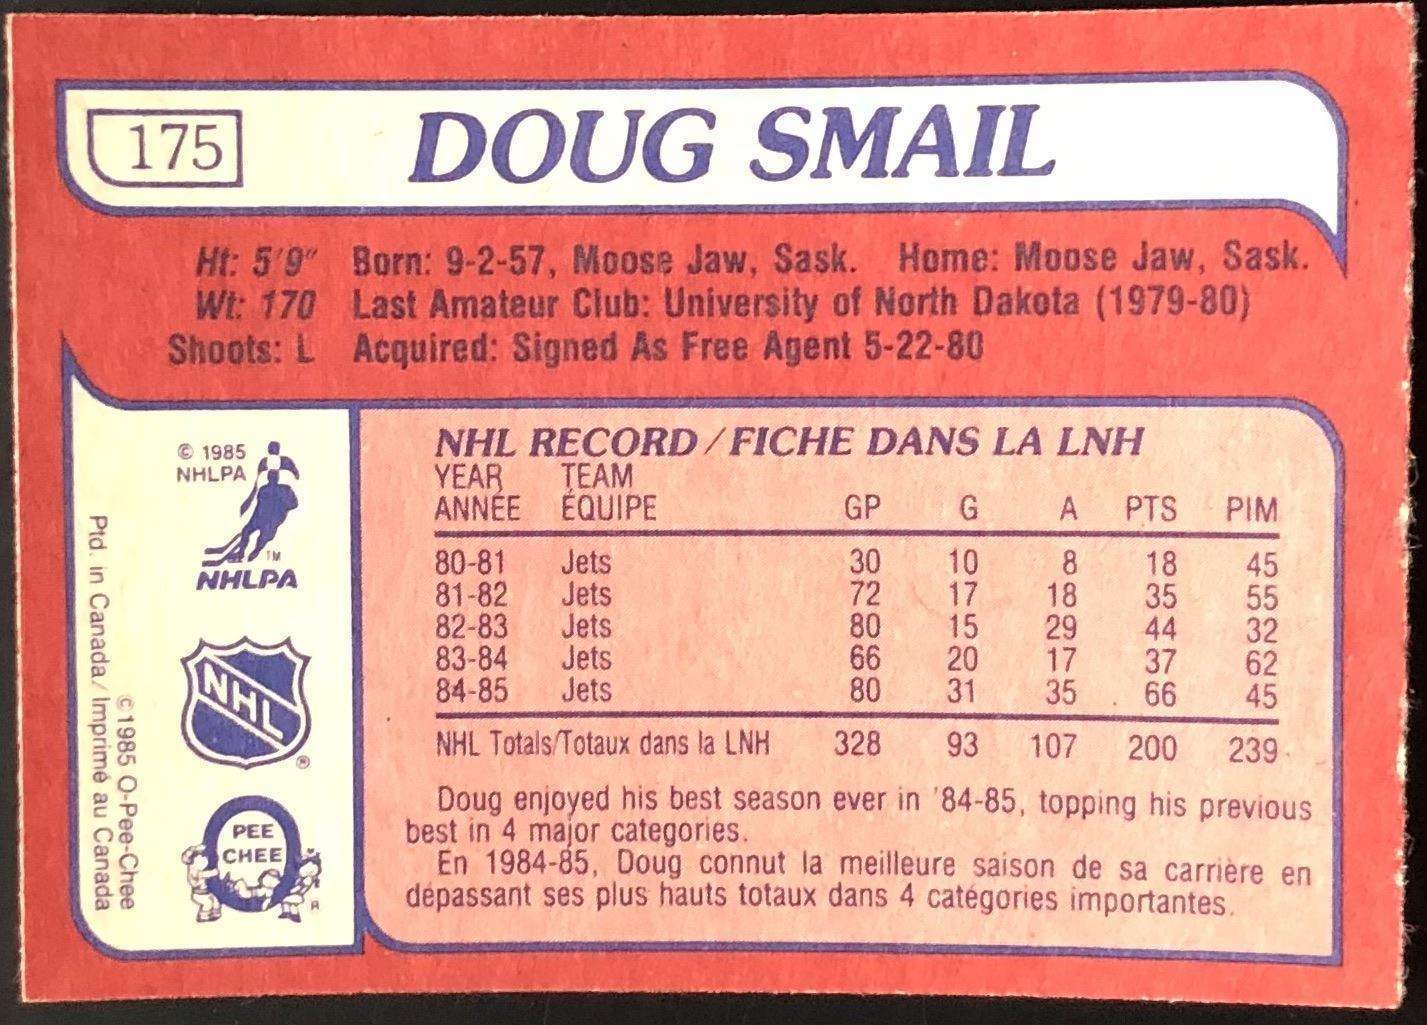 175
DOUG SMAIL
Ht: 5'9" Born: 9-2-57, Moose Jaw, Sask. Home: Moose Jaw, Sask.
Wt: 170 Last Amateur Club: University of North Dakota (1979-80)
Shoots: L Acquired: Signed As Free Agent 5-22-80
© 1985
NHLPA
TM
NHLPA
NHL
®
PEE
CHEE
R
© 1985 O-Pee-Chee
Ptd. in Canada/Imprimé au Canada
NHL RECORD/FICHE DANS LA LNH
YEAR TEAM
ANNÉE ÉQUIPE GP G A PTS PIM
80-81 Jets 30 10 8 18 45
81-82 Jets 72 17 18 35 55
82-83 Jets 80 15 29 44 32
83-84 Jets 66 20 17 37 62
84-85 Jets 80 31 35 66 45
NHL Totals/Totaux dans la LNH 328 93 107 200 239
Doug enjoyed his best season ever in '84-85, topping his previous
best in 4 major categories.
En 1984-85, Doug connut la meilleure saison de sa carrière en
dépassant ses plus hauts totaux dans 4 catégories importantes.